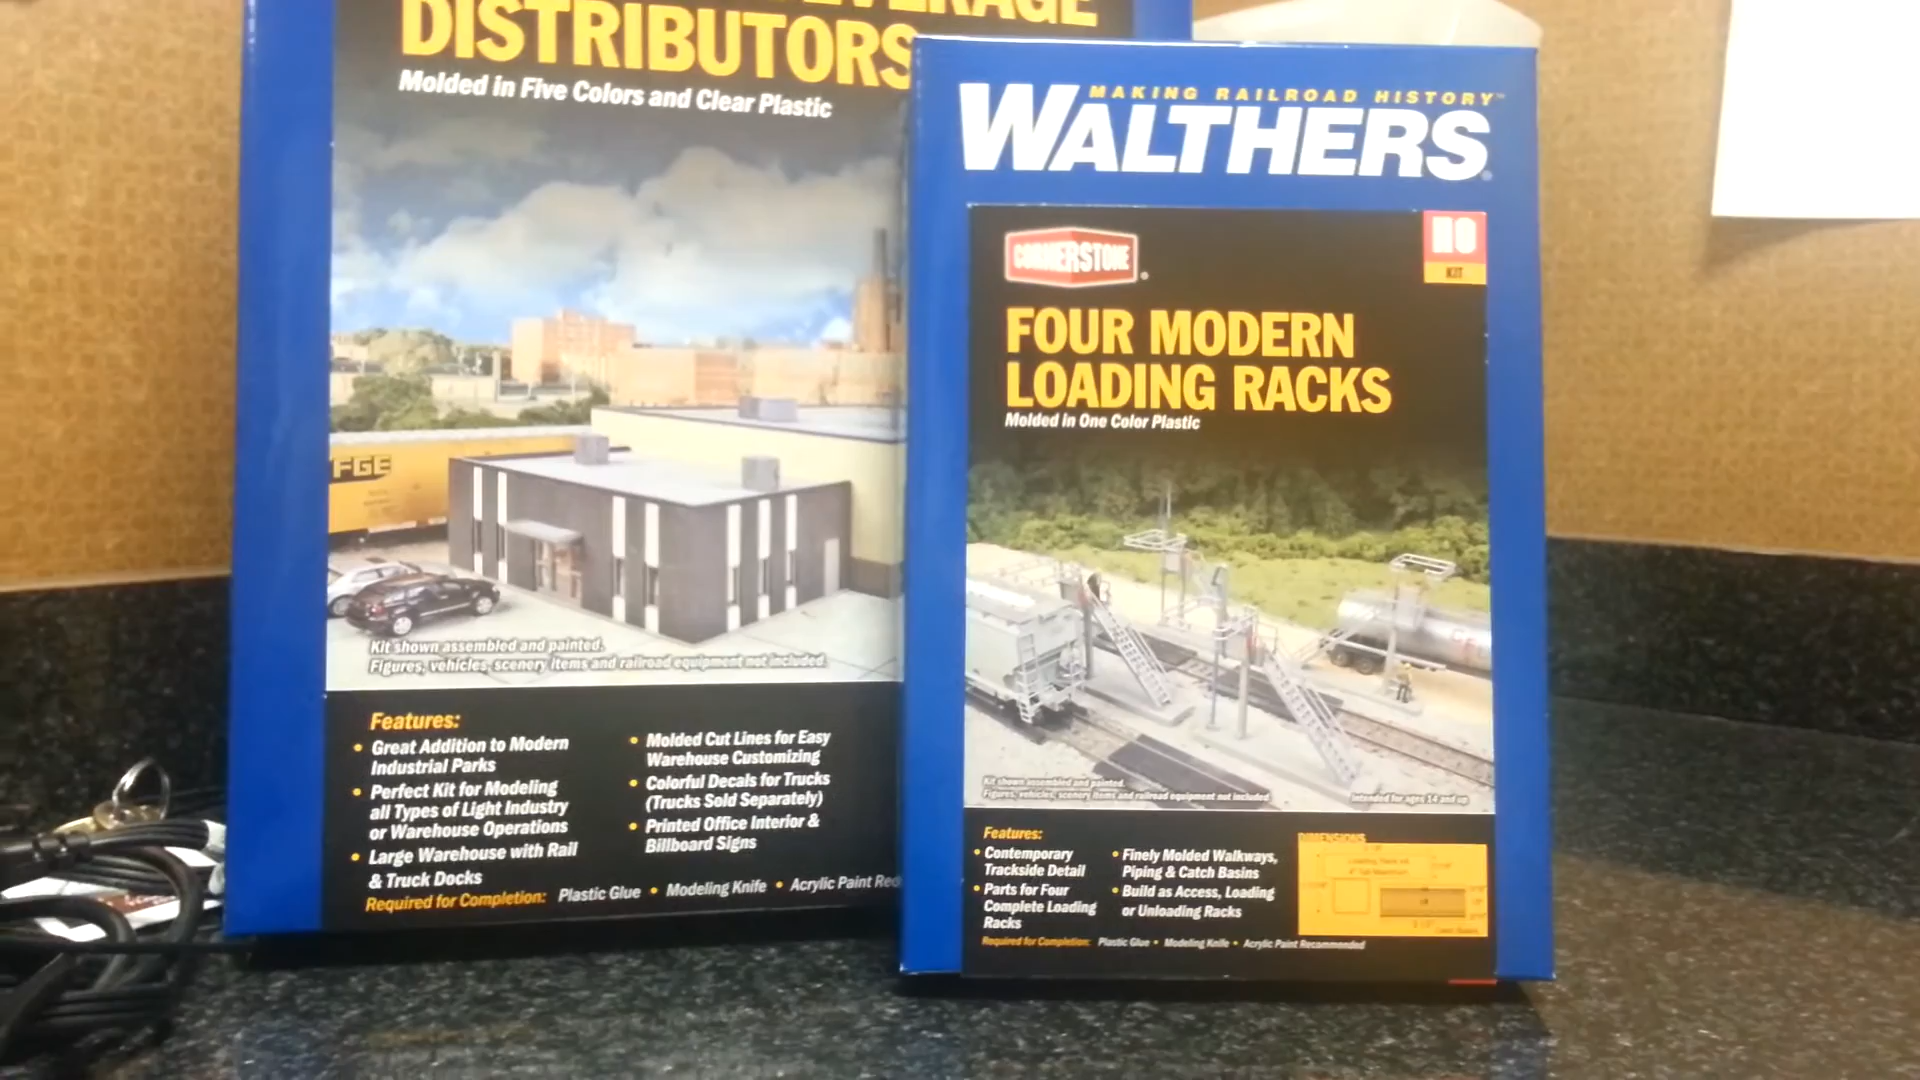 BEVERAGE
DISTRIBUTORS
Molded in Five Colors and Clear Plastic
FGE
Kit shown assembled and painted.
Figures, vehicles, scenery items and railroad equipment not included.
Features:
• Great Addition to Modern
Industrial Parks
• Perfect Kit for Modeling
all Types of Light Industry
or Warehouse Operations
• Large Warehouse with Rail
& Truck Docks
• Molded Cut Lines for Easy
Warehouse Customizing
• Colorful Decals for Trucks
(Trucks Sold Separately)
• Printed Office Interior &
Billboard Signs
Required for Completion: Plastic Glue • Modeling Knife • Acrylic Paint
MAKING RAILROAD HISTORY™
WALTHERS®
CORNERSTONE®
HO
KIT
FOUR MODERN
LOADING RACKS
Molded in One Color Plastic
Kit shown assembled and painted.
Figures, vehicles, scenery items and railroad equipment not included.
Intended for ages 14 and up
Features:
• Contemporary
Trackside Detail
• Parts for Four
Complete Loading
Racks
• Finely Molded Walkways,
Piping & Catch Basins
• Build as Access, Loading
or Unloading Racks
DIMENSIONS
Required for Completion: Plastic Glue • Modeling Knife • Acrylic Paint Recommended